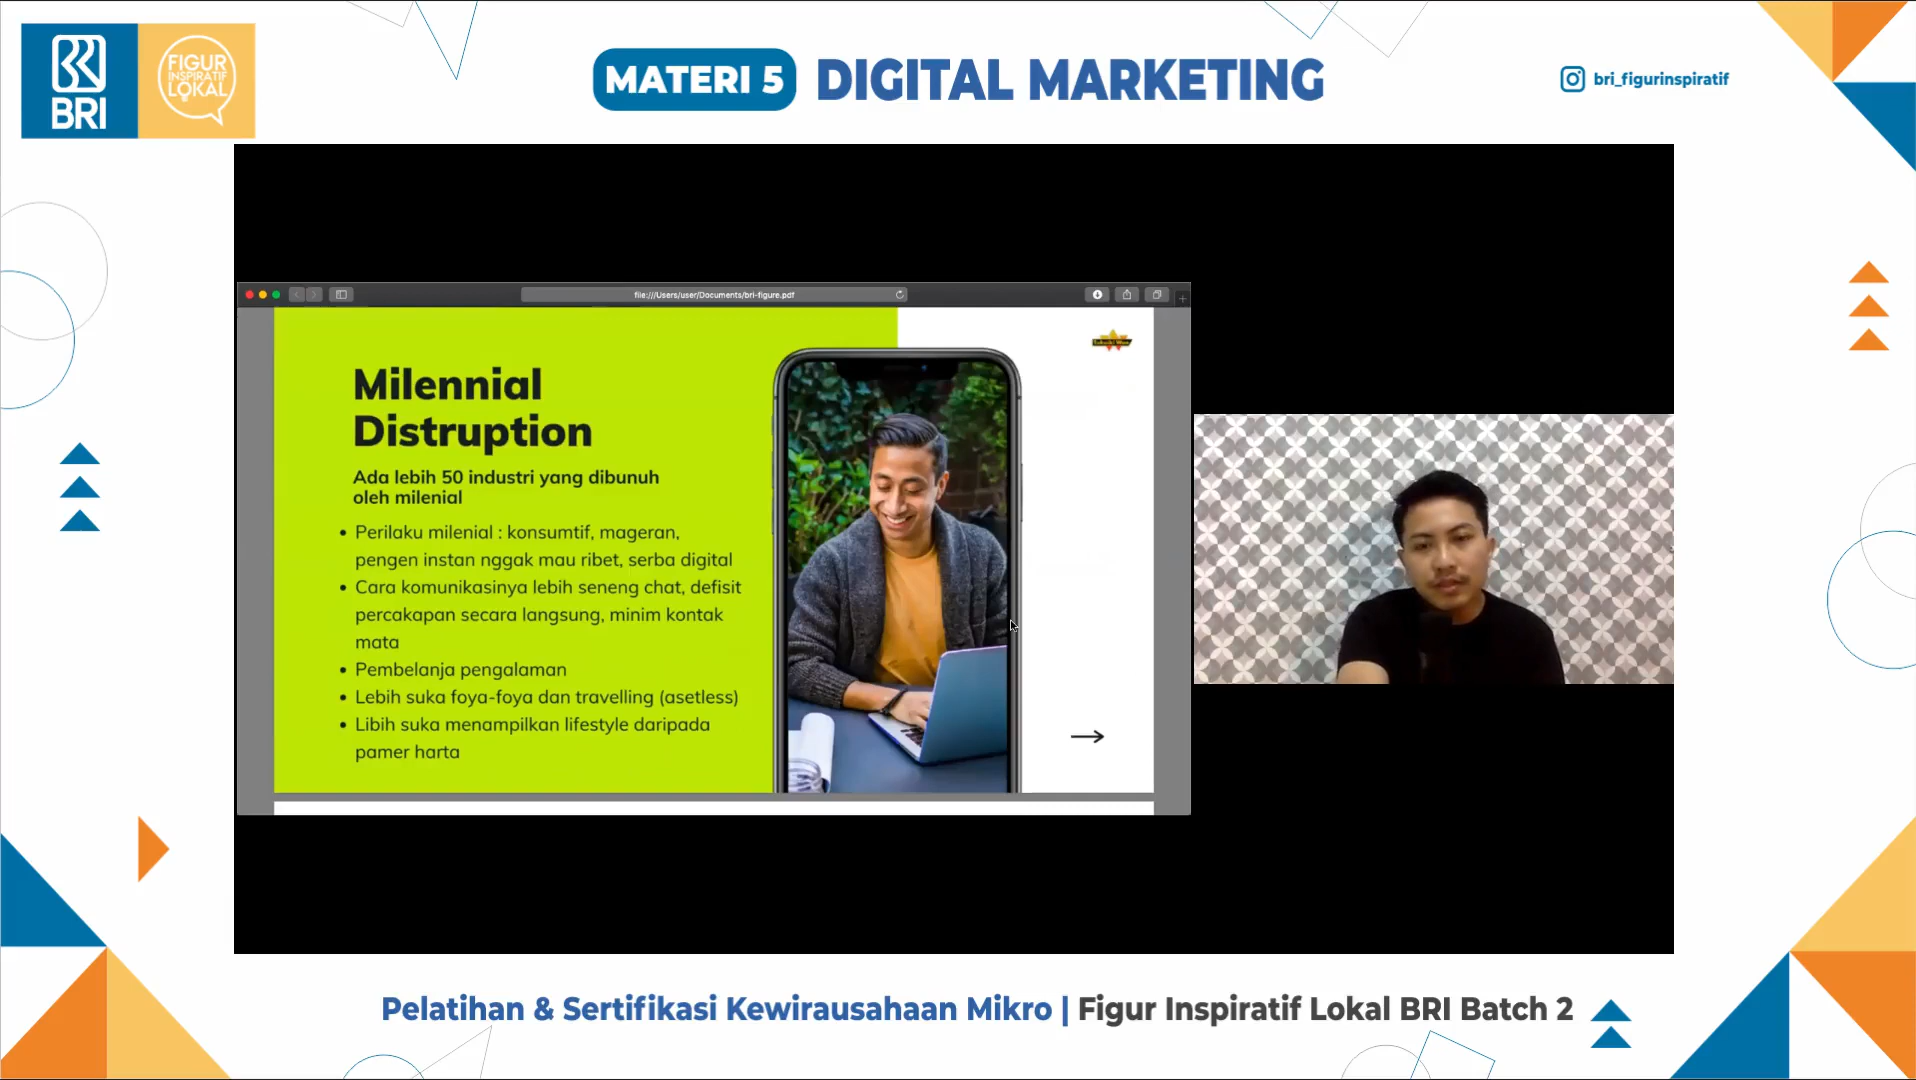 BRI
FIGUR
INSPIRATIF
LOKAL
MATERI 5 DIGITAL MARKETING
bri_figurinspiratif
file:///Users/user/Documents/bri-figure.pdf
Milennial
Distruption
Ada lebih 50 industri yang dibunuh
oleh milenial
• Perilaku milenial : konsumtif, mageran,
pengen instan nggak mau ribet, serba digital
• Cara komunikasinya lebih seneng chat, defisit
percakapan secara langsung, minim kontak
mata
• Pembelanja pengalaman
• Lebih suka foya-foya dan travelling (asetless)
• Libih suka menampilkan lifestyle daripada
pamer harta
Pelatihan & Sertifikasi Kewirausahaan Mikro | Figur Inspiratif Lokal BRI Batch 2